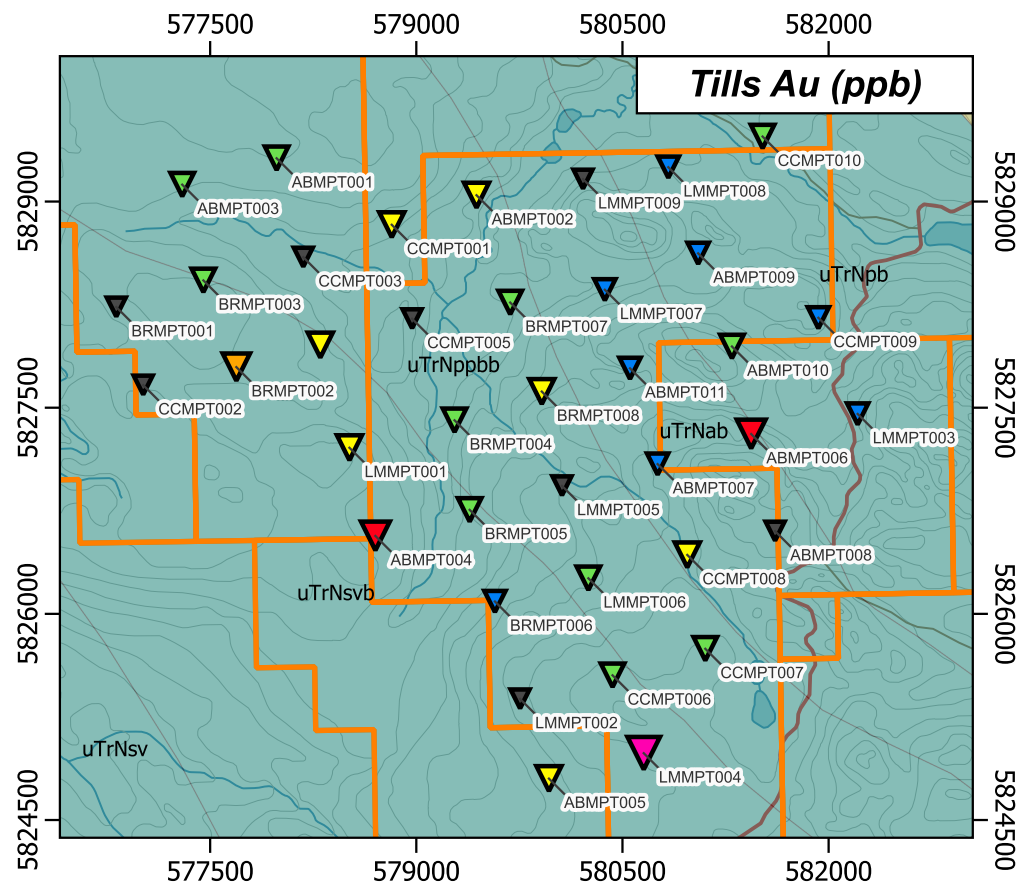 577500 579000 580500 582000
Tills Au (ppb)
CCMPT010
ABMPT001
LMMPT008
ABMPT003
LMMPT009
ABMPT002
5829000
5829000
CCMPT001
uTrNpb
ABMPT009
CCMPT003
BRMPT003
LMMPT007
BRMPT007
BRMPT001
CCMPT005
CCMPT009
uTrNppbb
ABMPT010
BRMPT002
ABMPT011
CCMPT002
BRMPT008
5827500
5827500
uTrNab
LMMPT003
BRMPT004
ABMPT006
LMMPT001
ABMPT007
LMMPT005
BRMPT005
ABMPT008
ABMPT004
CCMPT008
uTrNsvb
LMMPT006
5826000
5826000
BRMPT006
CCMPT007
CCMPT006
LMMPT002
uTrNsv
LMMPT004
ABMPT005
5824500
5824500
577500 579000 580500 582000